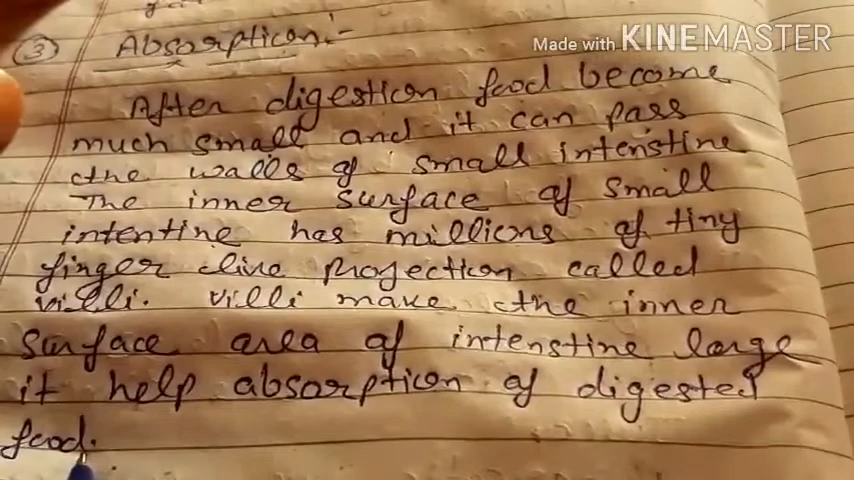 Made with KINEMASTER
③ Absorption:-
After digestion food become
much small and it can pass
the walls of small intenstine
The inner surface of small
intentine has millions of tiny
finger like projection called
villi. villi make the inner
surface area of intenstine large
it help absorption of digested
food.